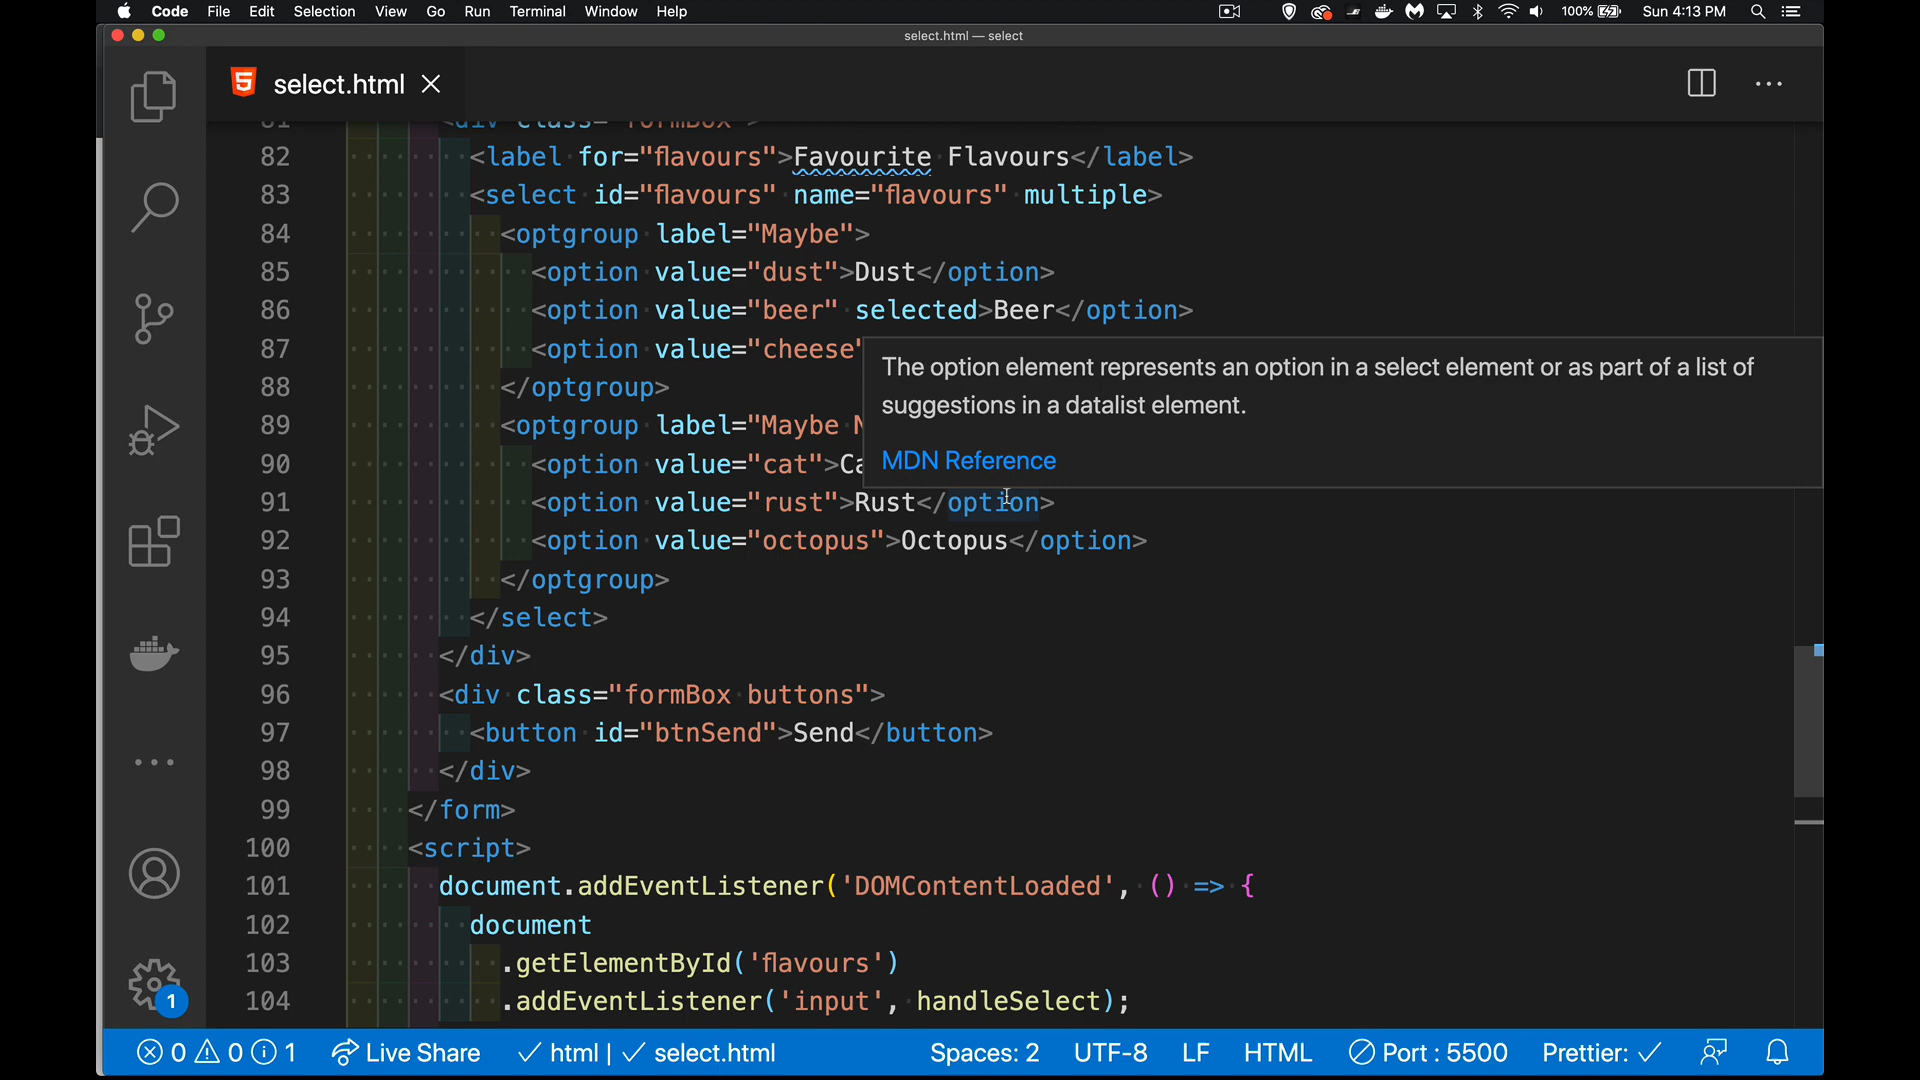 Code File Edit Selection View Go Run Terminal Window Help 100% Sun 4:13 PM
select.html — select
select.html
81 <div class="formBox">
82 <label for="flavours">Favourite Flavours</label>
83 <select id="flavours" name="flavours" multiple>
84 <optgroup label="Maybe">
85 <option value="dust">Dust</option>
86 <option value="beer" selected>Beer</option>
87 <option value="cheese"
The option element represents an option in a select element or as part of a list of
suggestions in a datalist element.
MDN Reference
88 </optgroup>
89 <optgroup label="Maybe
90 <option value="cat">
91 <option value="rust">Rust</option>
92 <option value="octopus">Octopus</option>
93 </optgroup>
94 </select>
95 </div>
96 <div class="formBox buttons">
97 <button id="btnSend">Send</button>
98 </div>
99 </form>
100 <script>
101 document.addEventListener('DOMContentLoaded', () => {
102 document
103 .getElementById('flavours')
104 .addEventListener('input', handleSelect);
1
0 0 1 Live Share html | select.html Spaces: 2 UTF-8 LF HTML Port : 5500 Prettier: